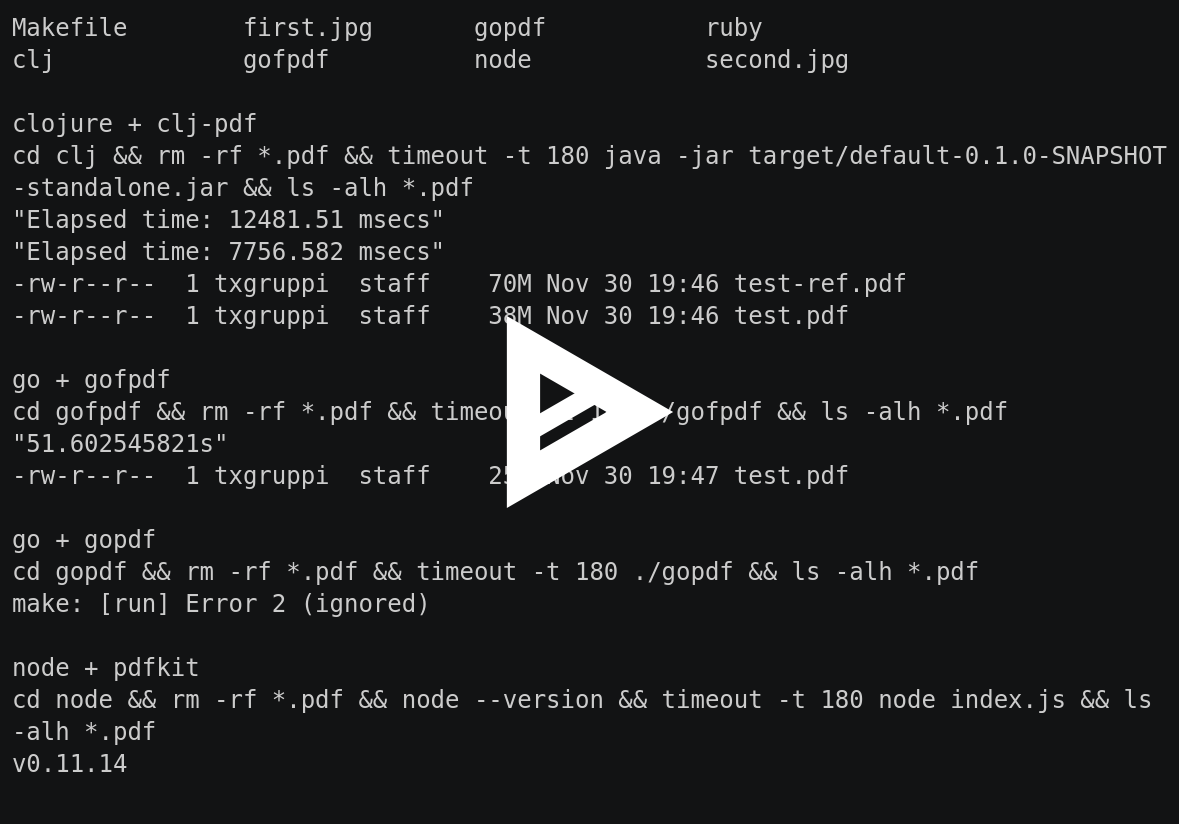 Makefile        first.jpg       gopdf           ruby
clj             gofpdf          node            second.jpg
clojure + clj-pdf
cd clj && rm -rf *.pdf && timeout -t 180 java -jar target/default-0.1.0-SNAPSHOT
-standalone.jar && ls -alh *.pdf
"Elapsed time: 12481.51 msecs"
"Elapsed time: 7756.582 msecs"
-rw-r--r--  1 txgruppi  staff    70M Nov 30 19:46 test-ref.pdf
-rw-r--r--  1 txgruppi  staff    38M Nov 30 19:46 test.pdf
go + gofpdf
cd gofpdf && rm -rf *.pdf && /gofpdf && ls -alh *.pdf
"51.602545821s"
-rw-r--r--  1 txgruppi  staff    30 19:47 test.pdf
go + gopdf
cd gopdf && rm -rf *.pdf && timeout -t 180 ./gopdf && ls -alh *.pdf
make: [run] Error 2 (ignored)
node + pdfkit
cd node && rm -rf *.pdf && node --version && timeout -t 180 node index.js && ls
-alh *.pdf
v0.11.14